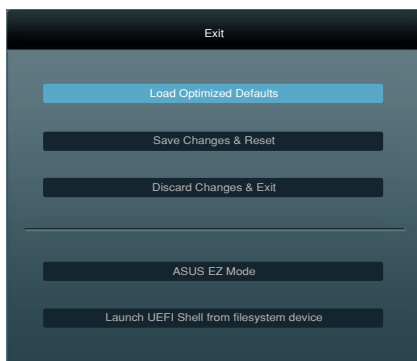 Exit
Load Optimized Defaults
Save Changes & Reset
Discard Changes & Exit
ASUS EZ Mode
Launch UEFI Shell from filesystem device